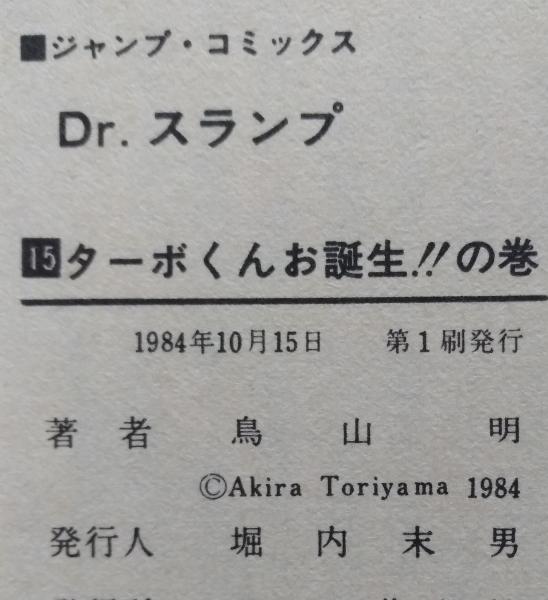 ■ジャンプ・コミックス
Dr. スランプ
15 ターボくんお誕生!!の巻
1984年10月15日 第1刷発行
著者 鳥山明
©Akira Toriyama 1984
発行人 堀内末男